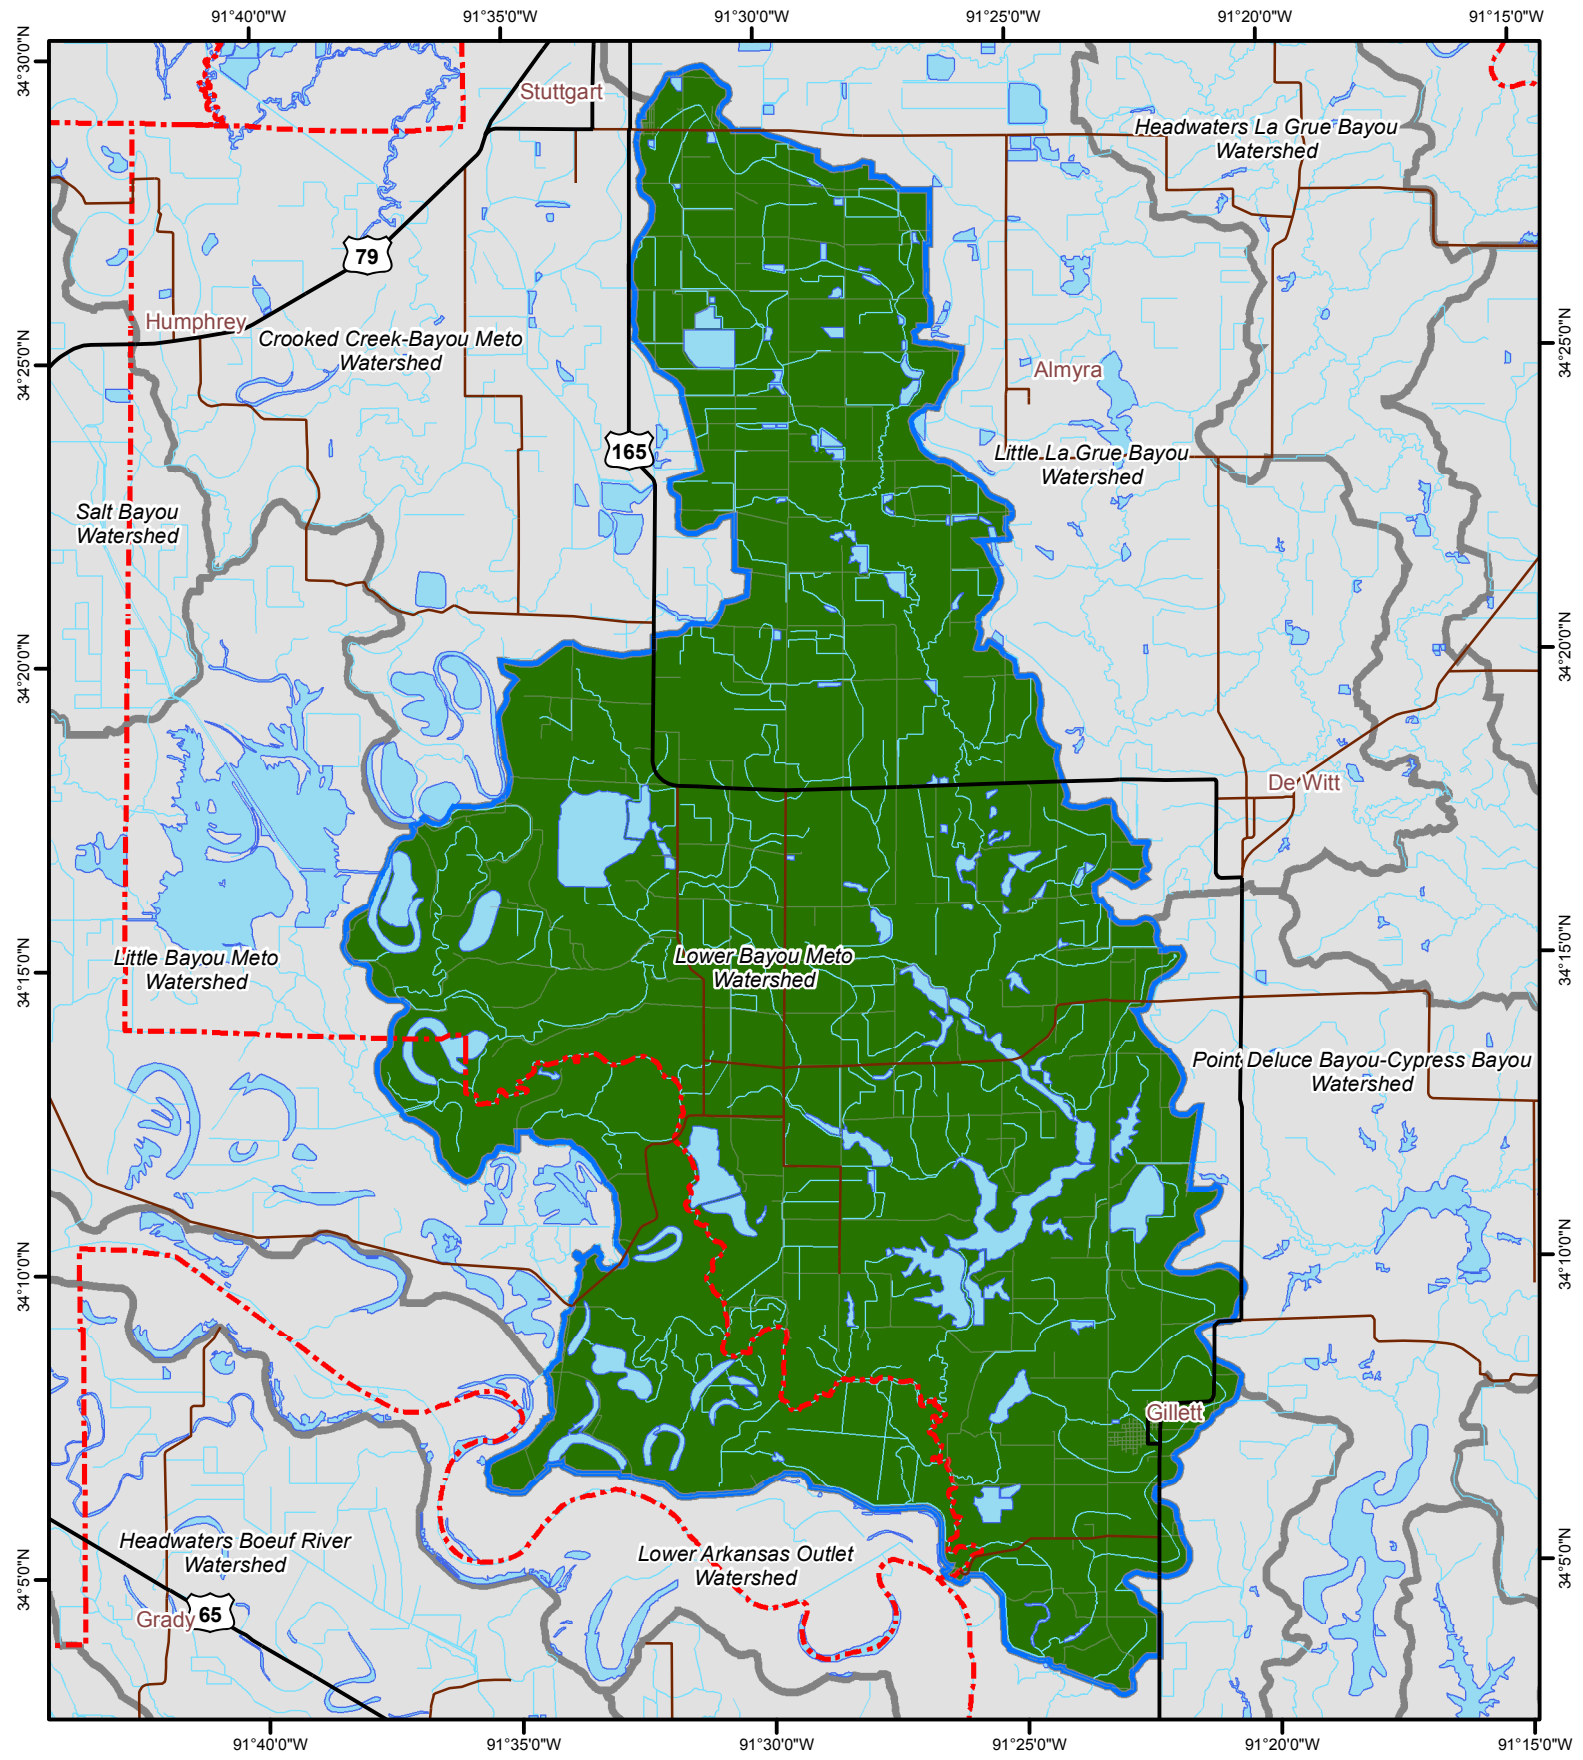 91°40'0"W
91°35'0"W
91°30'0"W
91°25'0"W
91°20'0"W
91°15'0"W
34°30'0"N
Stuttgart
Headwaters La Grue Bayou
Watershed
79
Humphrey
Crooked Creek-Bayou Meto
Watershed
34°25'0"N
34°25'0"N
Almyra
165
Little La Grue Bayou
Watershed
Salt Bayou
Watershed
34°20'0"N
34°20'0"N
De Witt
Little Bayou Meto
Watershed
Lower Bayou Meto
Watershed
34°15'0"N
34°15'0"N
Point Deluce Bayou-Cypress Bayou
Watershed
34°10'0"N
34°10'0"N
Gillett
Headwaters Boeuf River
Watershed
Lower Arkansas Outlet
Watershed
34°5'0"N
34°5'0"N
Grady
65
91°40'0"W
91°35'0"W
91°30'0"W
91°25'0"W
91°20'0"W
91°15'0"W